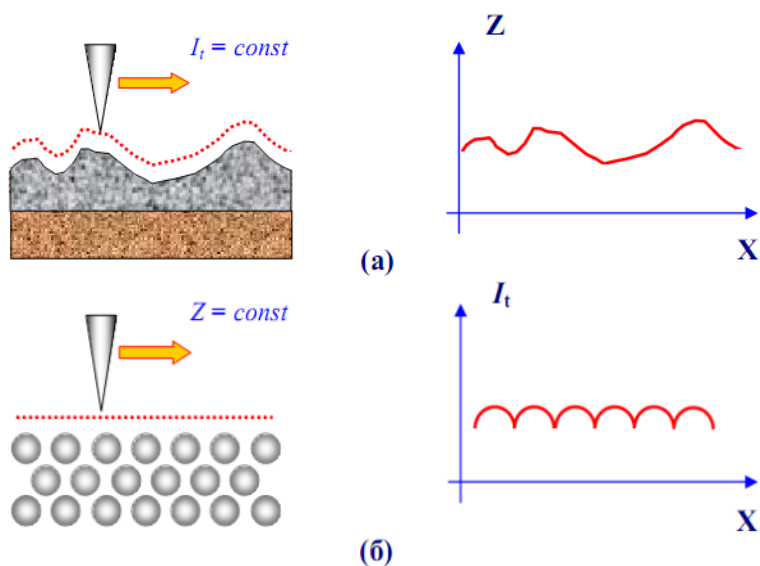 I_t = const
Z
X
(а)
Z = const
I_t
X
(б)